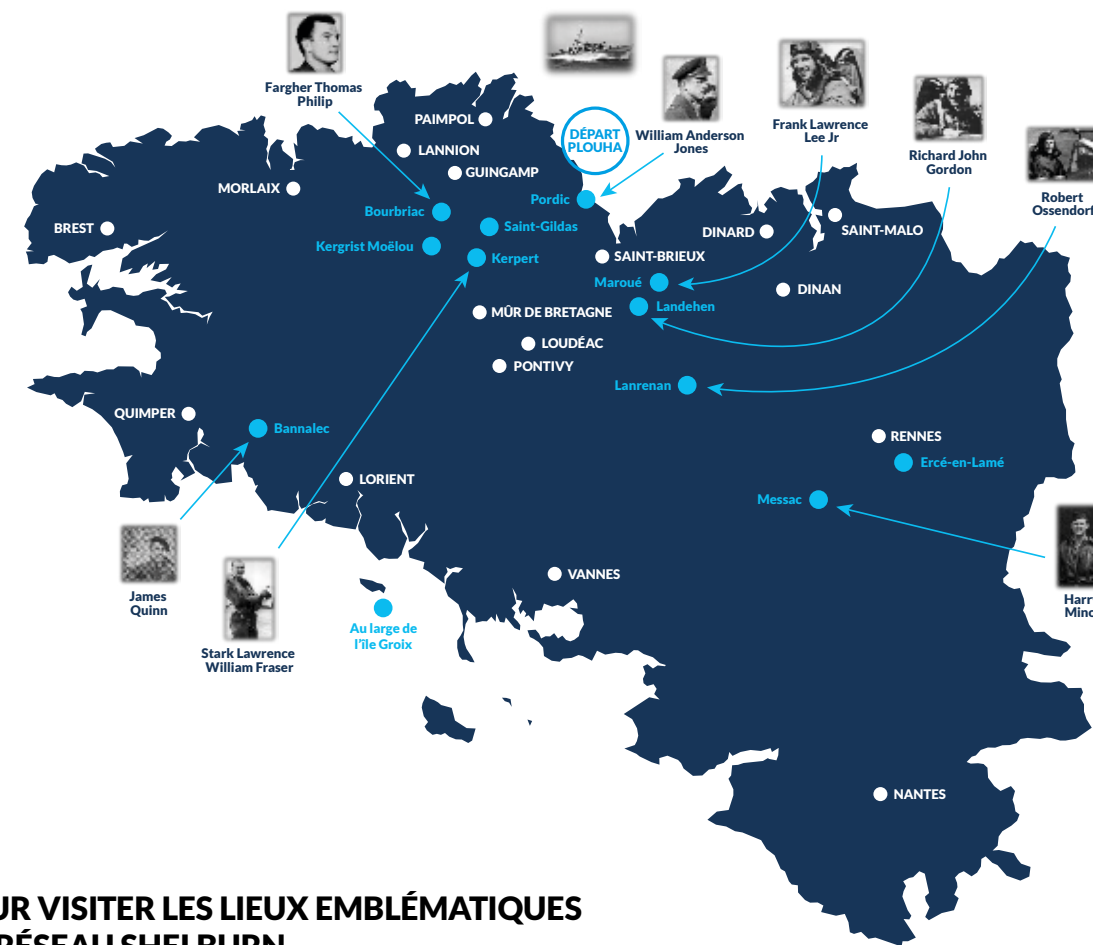 Fargher Thomas
Philip
PAIMPOL
DÉPART
PLOUHA
William Anderson
Jones
Frank Lawrence
Lee Jr
Richard John
Gordon
Robert
LANNION
GUINGAMP
MORLAIX
Pordic
Bourbriac
Saint-Gildas
BREST
Kergrist Moëlou
Kerpert
SAINT-BRIEUX
DINARD
SAINT-MALO
Maroué
DINAN
Landehen
MÛR DE BRETAGNE
LOUDÉAC
PONTIVY
Lanrenan
QUIMPER
Bannalec
RENNES
Ercé-en-Lamé
LORIENT
Messac
James
Quinn
VANNES
Au large de
l'île Groix
Stark Lawrence
William Fraser
NANTES
VISITER LES LIEUX EMBLÉMATIQUES
RÉSEAU SHELBURN